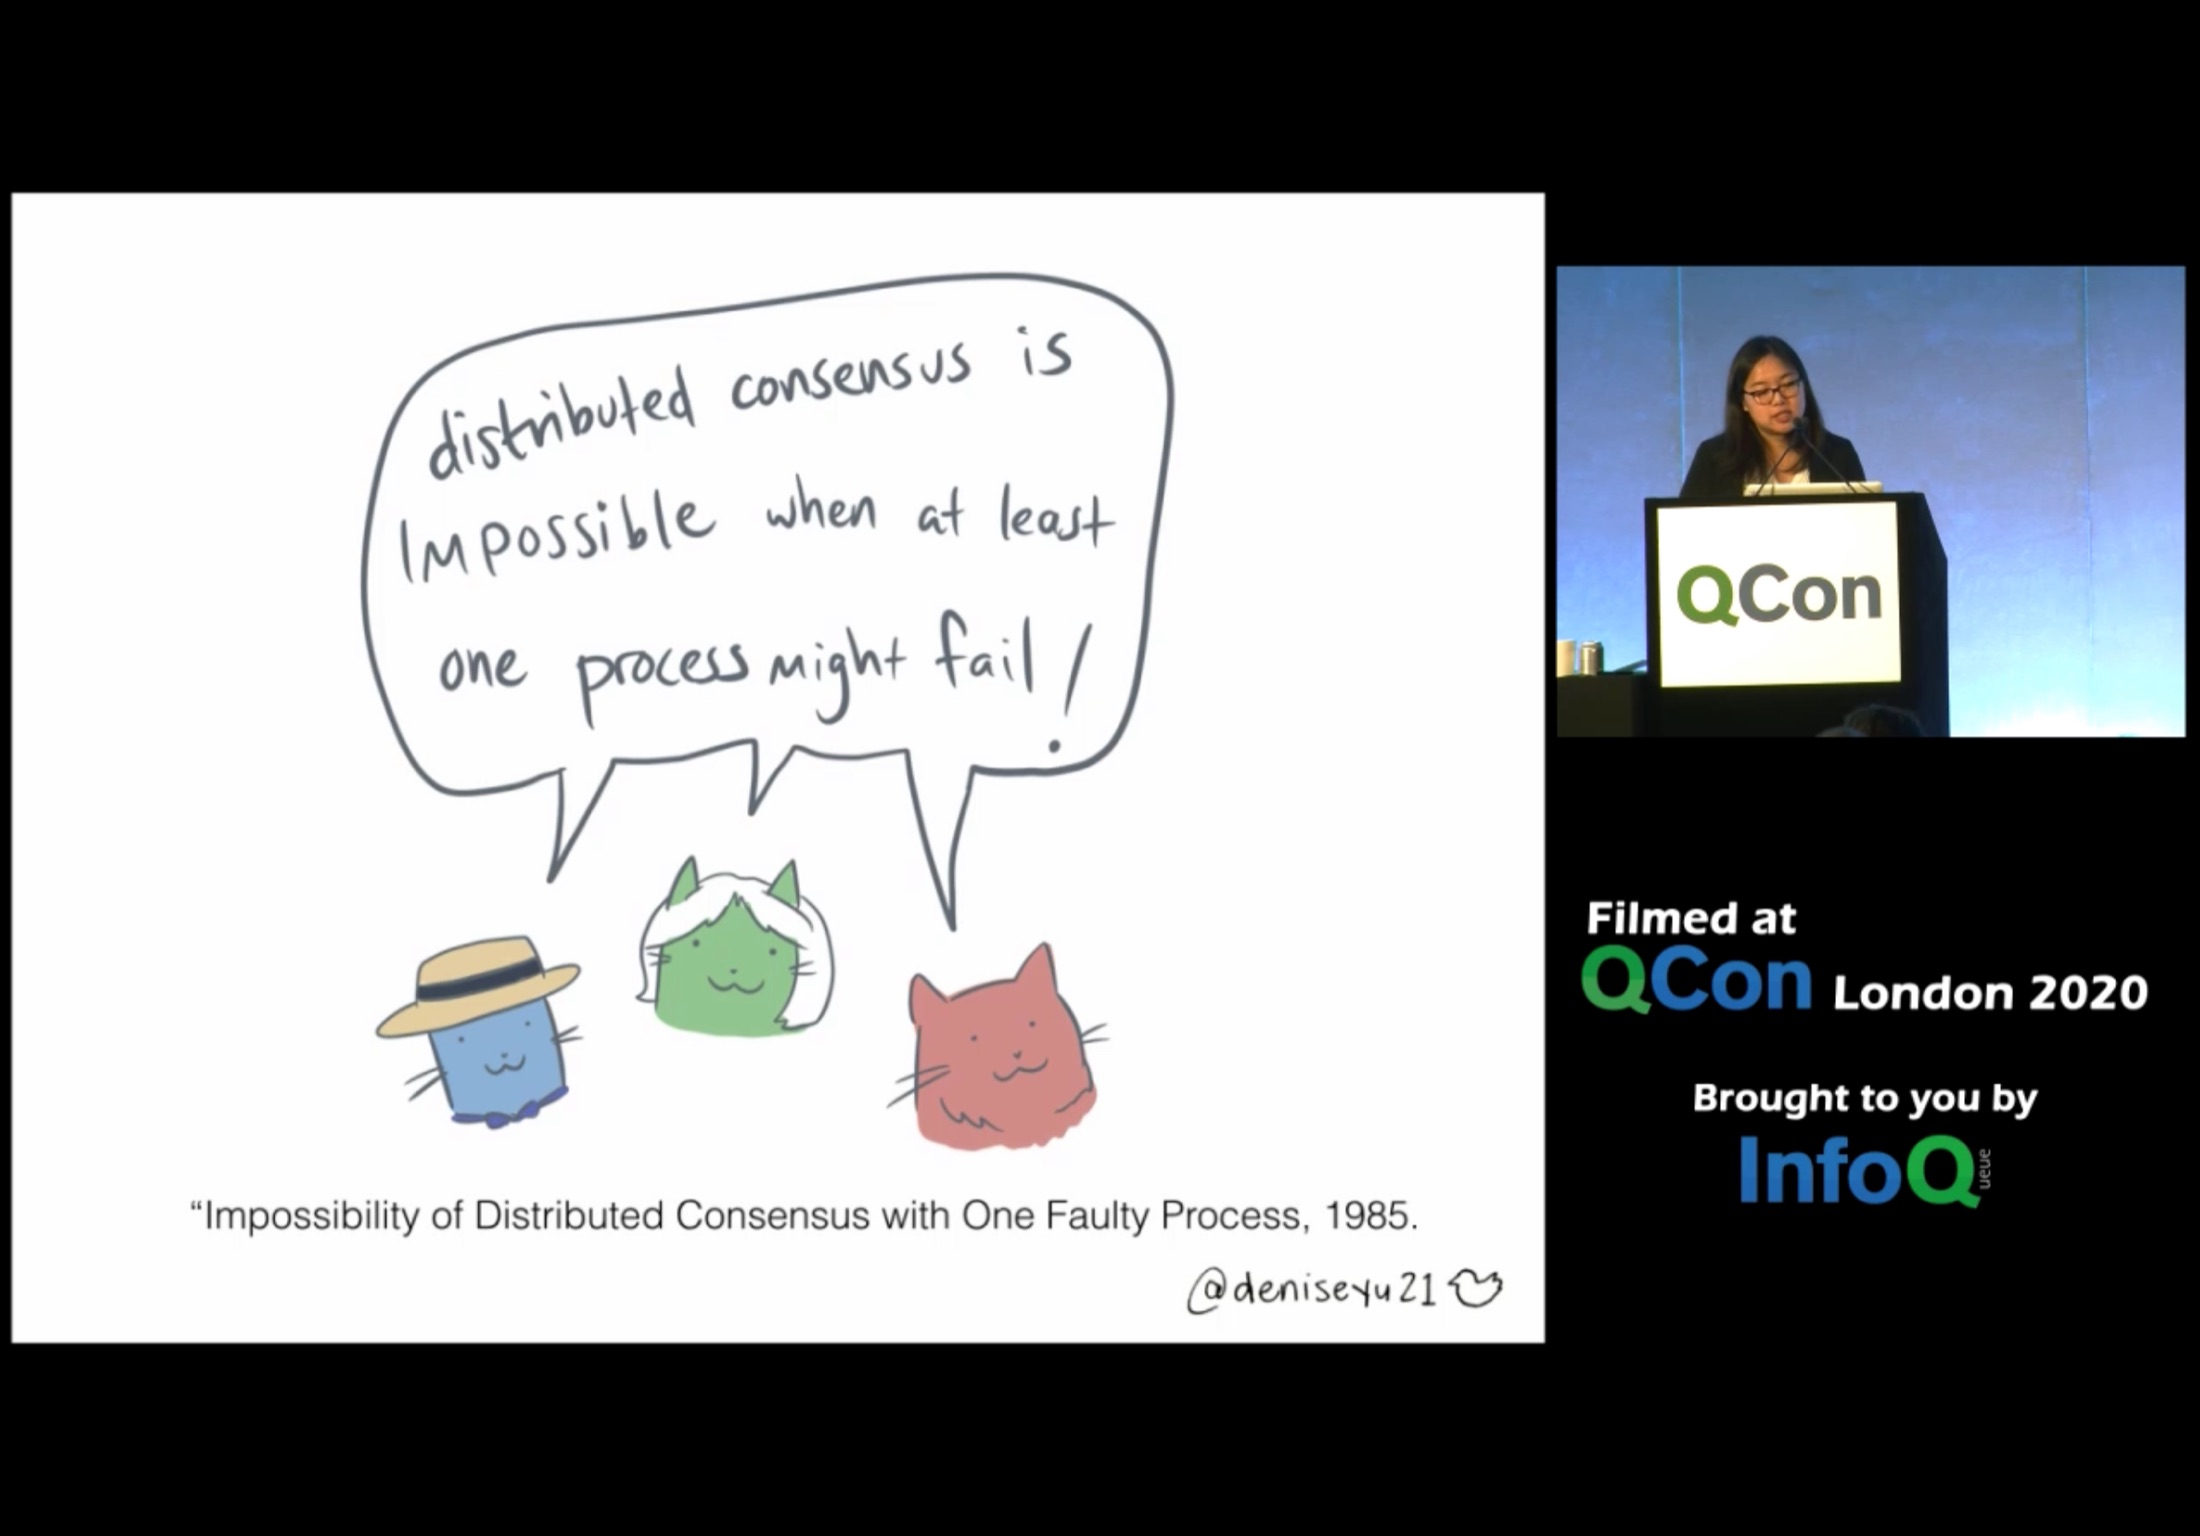 distributed consensus is
Impossible when at least
one process might fail!
“Impossibility of Distributed Consensus with One Faulty Process, 1985.
@deniseyu21
QCon
Filmed at
QCon London 2020
Brought to you by
InfoQ
ueue